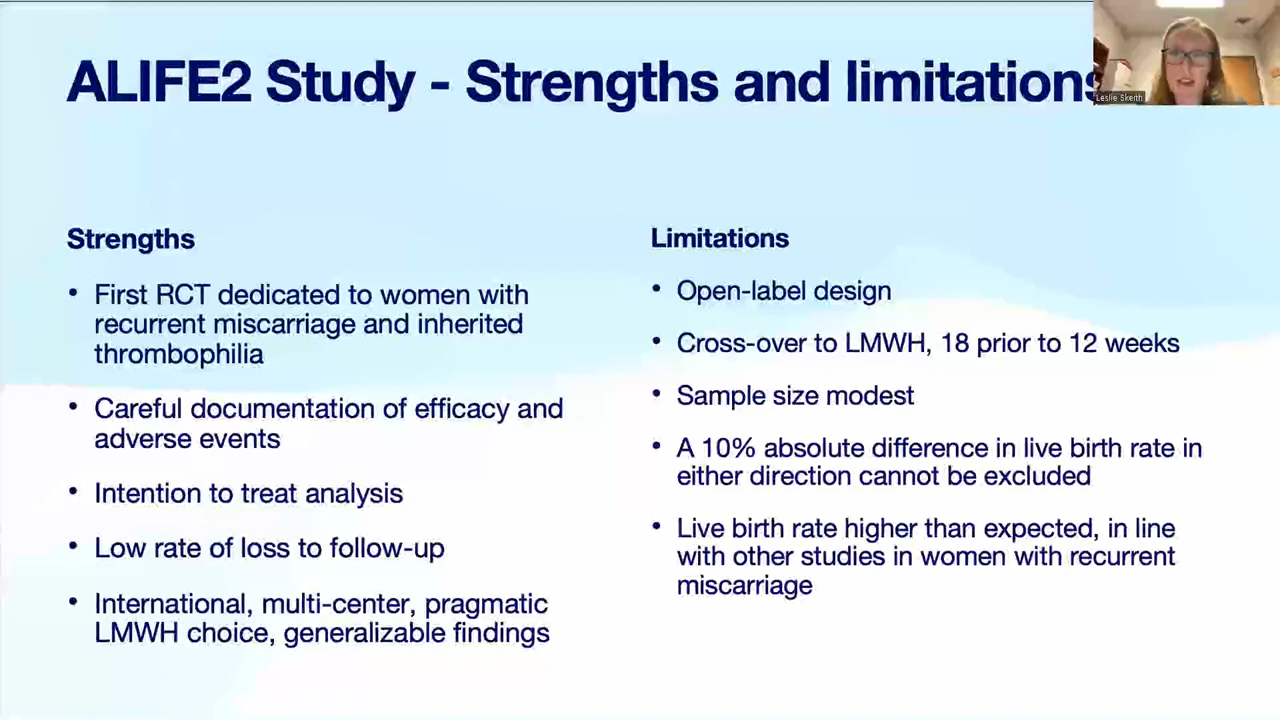 ALIFE2 Study - Strengths and limitations
Leslie Skerth
Strengths
• First RCT dedicated to women with
recurrent miscarriage and inherited
thrombophilia
• Careful documentation of efficacy and
adverse events
• Intention to treat analysis
• Low rate of loss to follow-up
• International, multi-center, pragmatic
LMWH choice, generalizable findings
Limitations
• Open-label design
• Cross-over to LMWH, 18 prior to 12 weeks
• Sample size modest
• A 10% absolute difference in live birth rate in
either direction cannot be excluded
• Live birth rate higher than expected, in line
with other studies in women with recurrent
miscarriage